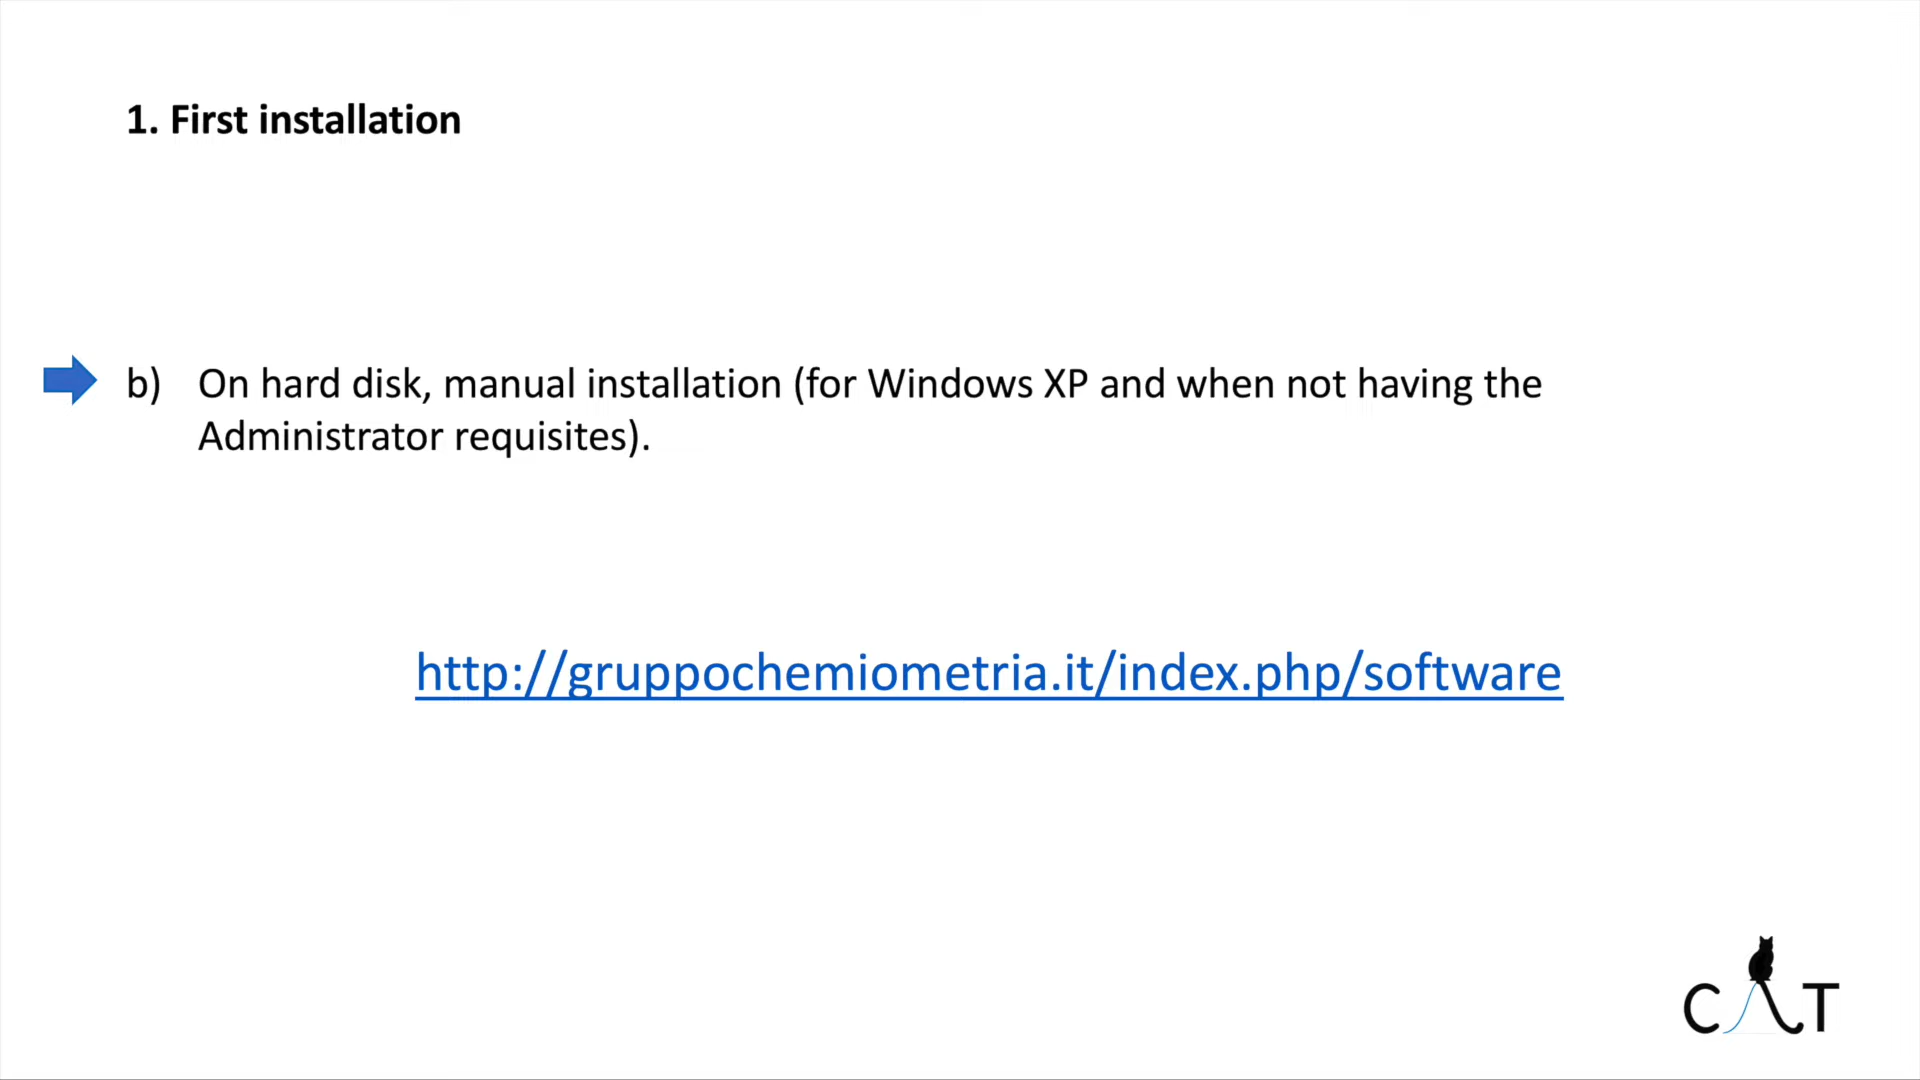 1. First installation
b) On hard disk, manual installation (for Windows XP and when not having the
Administrator requisites).
http://gruppochemiometria.it/index.php/software
CAT